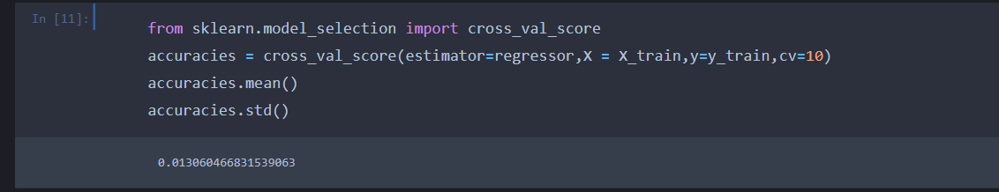 In [11]:
from sklearn.model_selection import cross_val_score
accuracies = cross_val_score(estimator=regressor,X = X_train,y=y_train,cv=10)
accuracies.mean()
accuracies.std()
0.013060466831539063